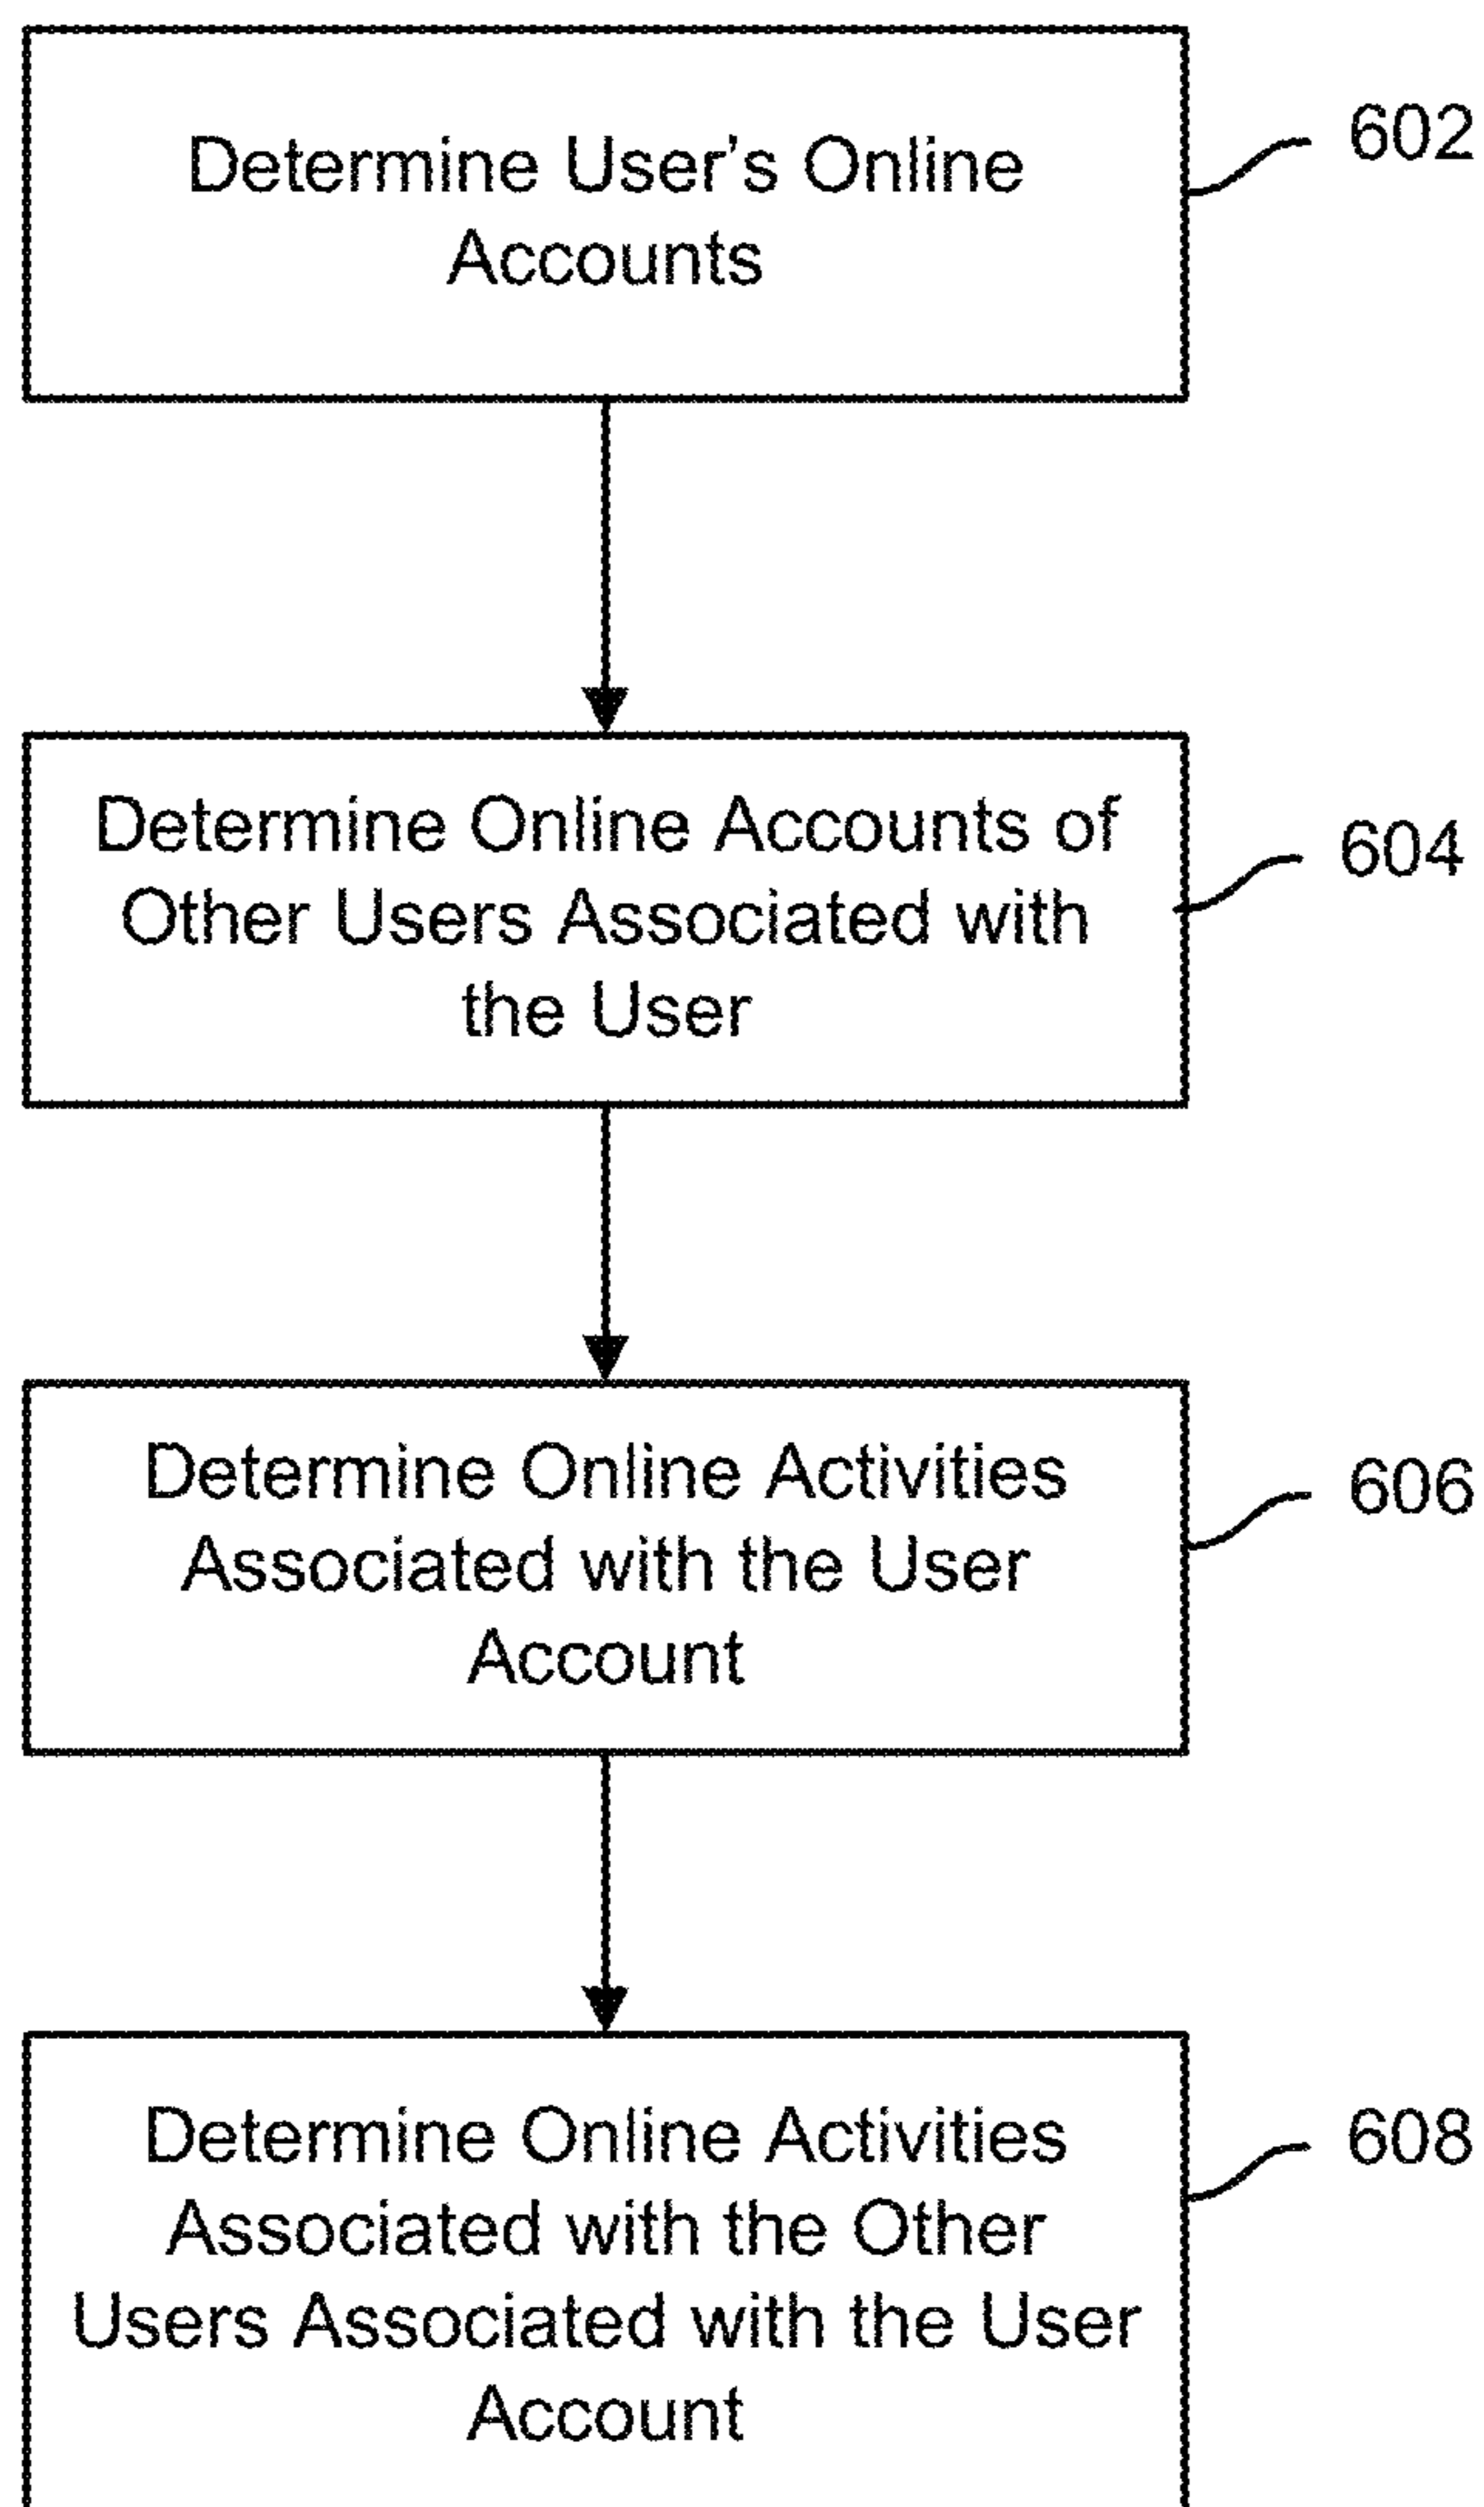 Determine User's Online
Accounts
602
Determine Online Accounts of
Other Users Associated with
the User
604
Determine Online Activities
Associated with the User
Account
606
Determine Online Activities
Associated with the Other
Users Associated with the User
Account
608